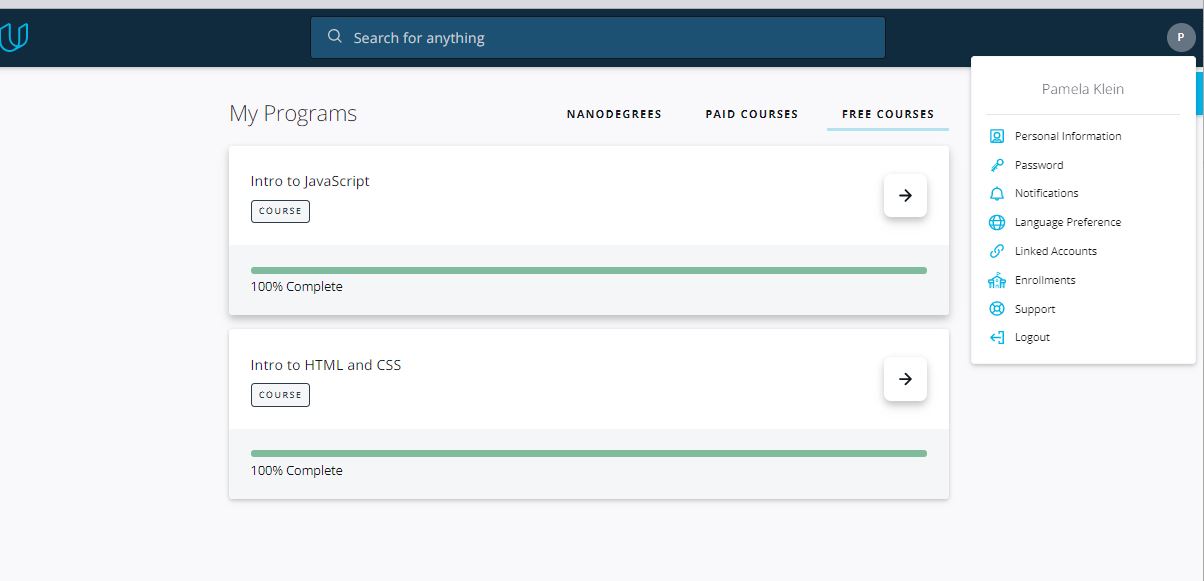 Search for anything
P
Pamela Klein
Personal Information
Password
Notifications
Language Preference
Linked Accounts
Enrollments
Support
Logout
My Programs
NANODEGREES
PAID COURSES
FREE COURSES
Intro to JavaScript
COURSE
100% Complete
Intro to HTML and CSS
COURSE
100% Complete